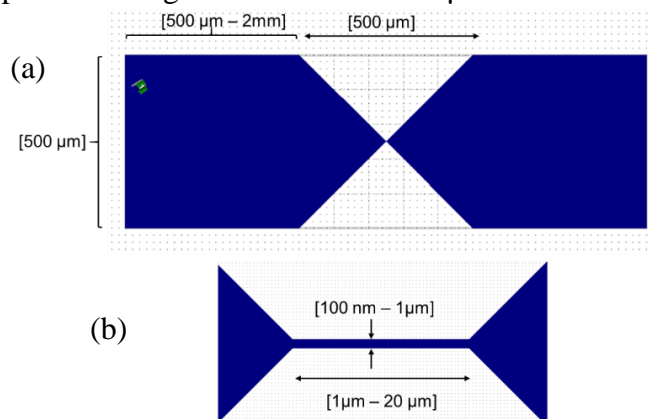 [500 µm – 2mm] [500 µm]
(a)
[500 µm]
[100 nm – 1µm]
(b)
[1µm – 20 µm]